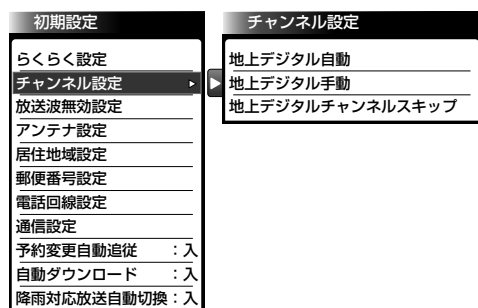 初期設定
らくらく設定
チャンネル設定
放送波無効設定
アンテナ設定
居住地域設定
郵便番号設定
電話回線設定
通信設定
予約変更自動追従 :入
自動ダウンロード :入
降雨対応放送自動切換:入
チャンネル設定
地上デジタル自動
地上デジタル手動
地上デジタルチャンネルスキップ